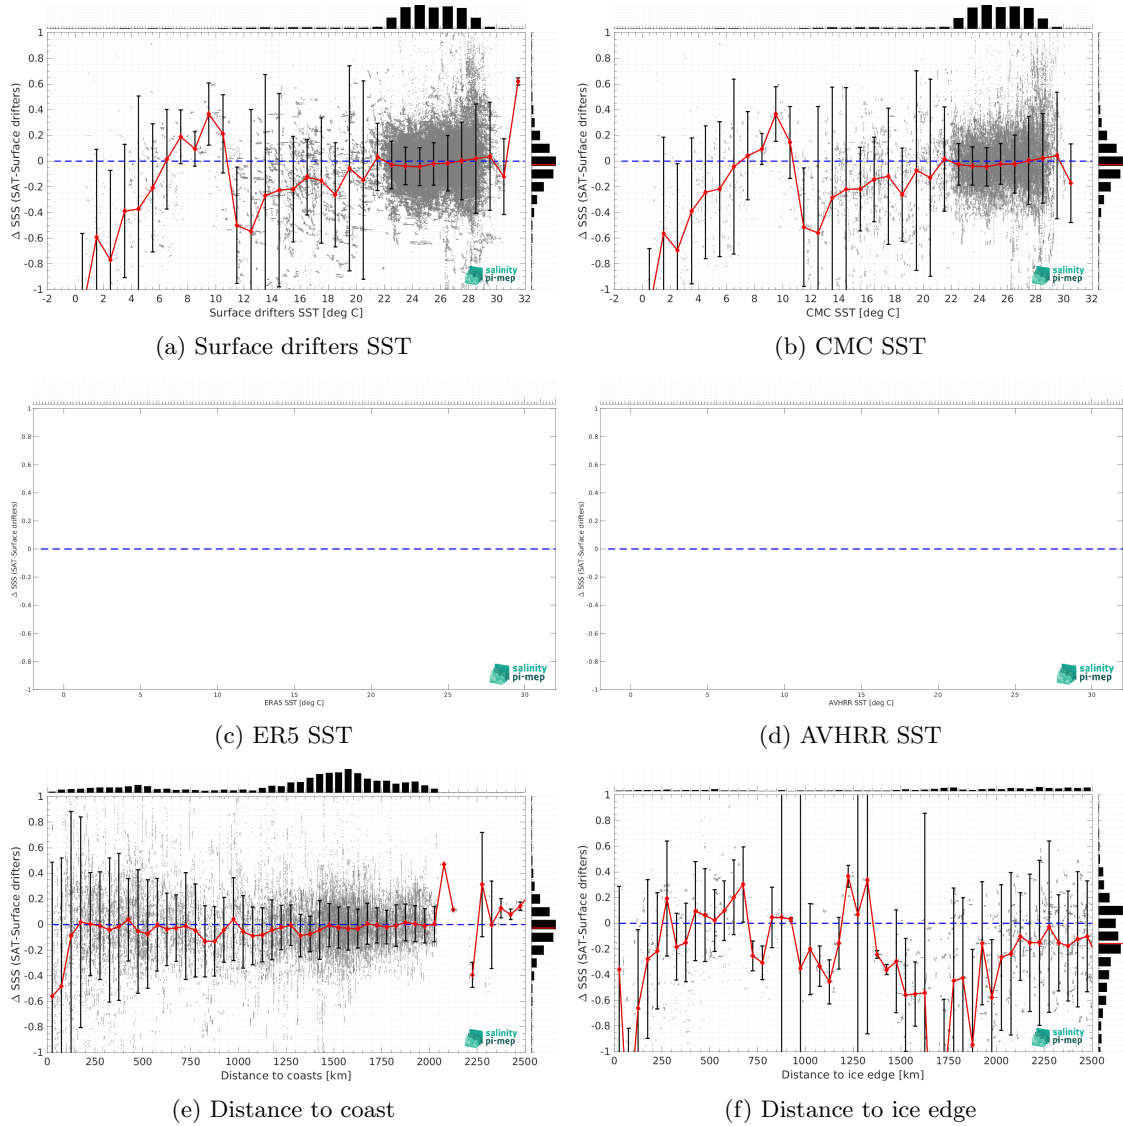 1
0.8
0.6
0.4
0.2
0
-0.2
-0.4
-0.6
-0.8
-1
Δ SSS (SAT-Surface drifters)
-2 0 2 4 6 8 10 12 14 16 18 20 22 24 26 28 30 32
Surface drifters SST [deg C]
salinity
pi-mep
(a) Surface drifters SST
1
0.8
0.6
0.4
0.2
0
-0.2
-0.4
-0.6
-0.8
-1
Δ SSS (SAT-Surface drifters)
-2 0 2 4 6 8 10 12 14 16 18 20 22 24 26 28 30 32
CMC SST [deg C]
salinity
pi-mep
(b) CMC SST
1
0.8
0.6
0.4
0.2
0
-0.2
-0.4
-0.6
-0.8
-1
Δ SSS (SAT-Surface drifters)
0 5 10 15 20 25 30
ERA5 SST [deg C]
salinity
pi-mep
(c) ER5 SST
1
0.8
0.6
0.4
0.2
0
-0.2
-0.4
-0.6
-0.8
-1
Δ SSS (SAT-Surface drifters)
0 5 10 15 20 25 30
AVHRR SST [deg C]
salinity
pi-mep
(d) AVHRR SST
1
0.8
0.6
0.4
0.2
0
-0.2
-0.4
-0.6
-0.8
-1
Δ SSS (SAT-Surface drifters)
0 250 500 750 1000 1250 1500 1750 2000 2250 2500
Distance to coasts [km]
salinity
pi-mep
(e) Distance to coast
1
0.8
0.6
0.4
0.2
0
-0.2
-0.4
-0.6
-0.8
-1
Δ SSS (SAT-Surface drifters)
0 250 500 750 1000 1250 1500 1750 2000 2250 2500
Distance to ice edge [km]
salinity
pi-mep
(f) Distance to ice edge